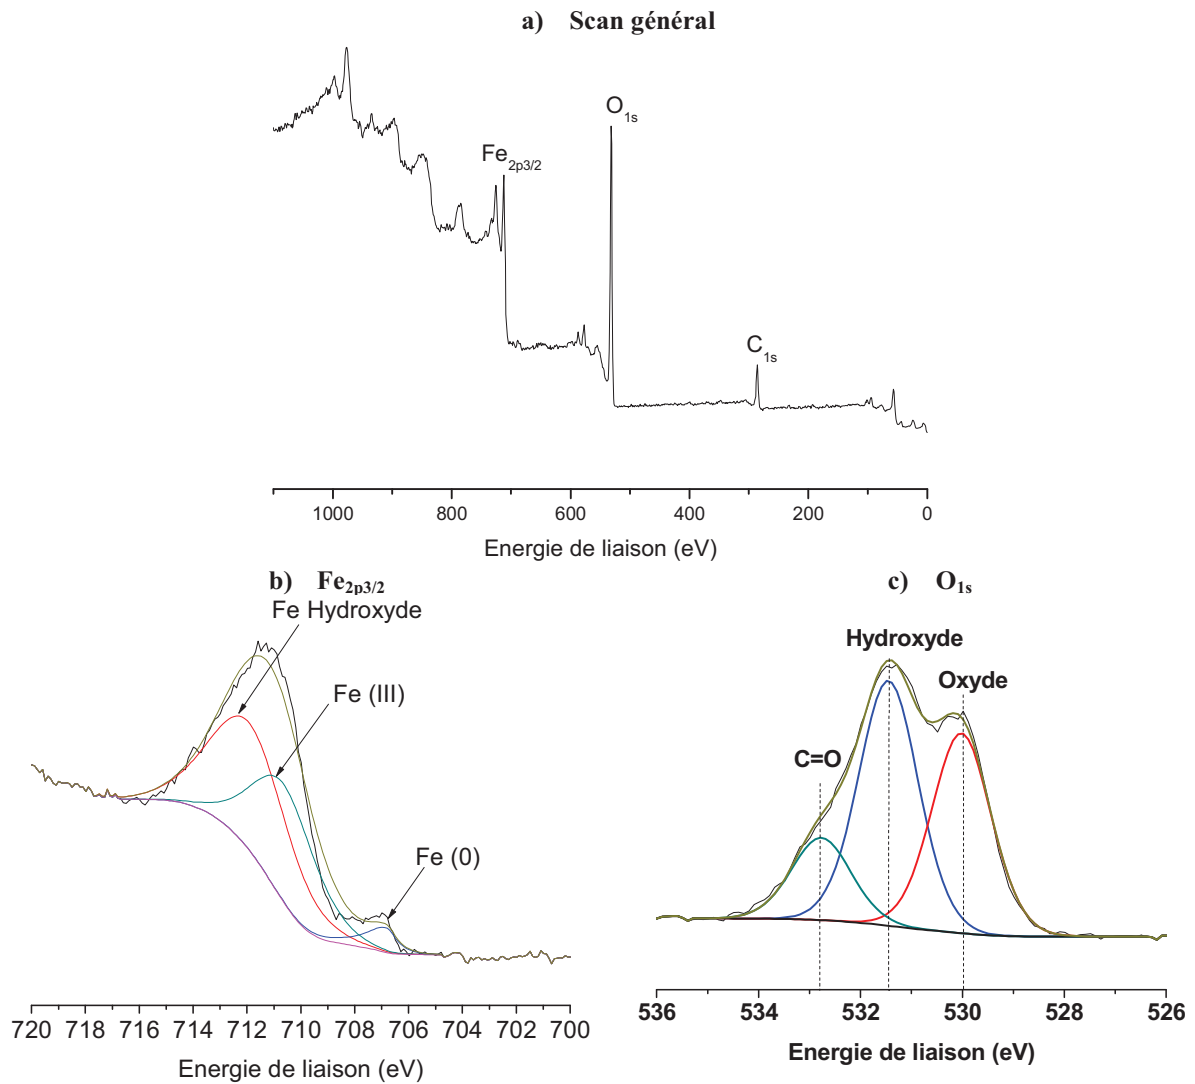 a) Scan général
O1s
Fe2p3/2
C1s
1000 800 600 400 200 0
Energie de liaison (eV)
b) Fe2p3/2
Fe Hydroxyde
Fe (III)
Fe (0)
720 718 716 714 712 710 708 706 704 702 700
Energie de liaison (eV)
c) O1s
Hydroxyde
Oxyde
C=O
536 534 532 530 528 526
Energie de liaison (eV)